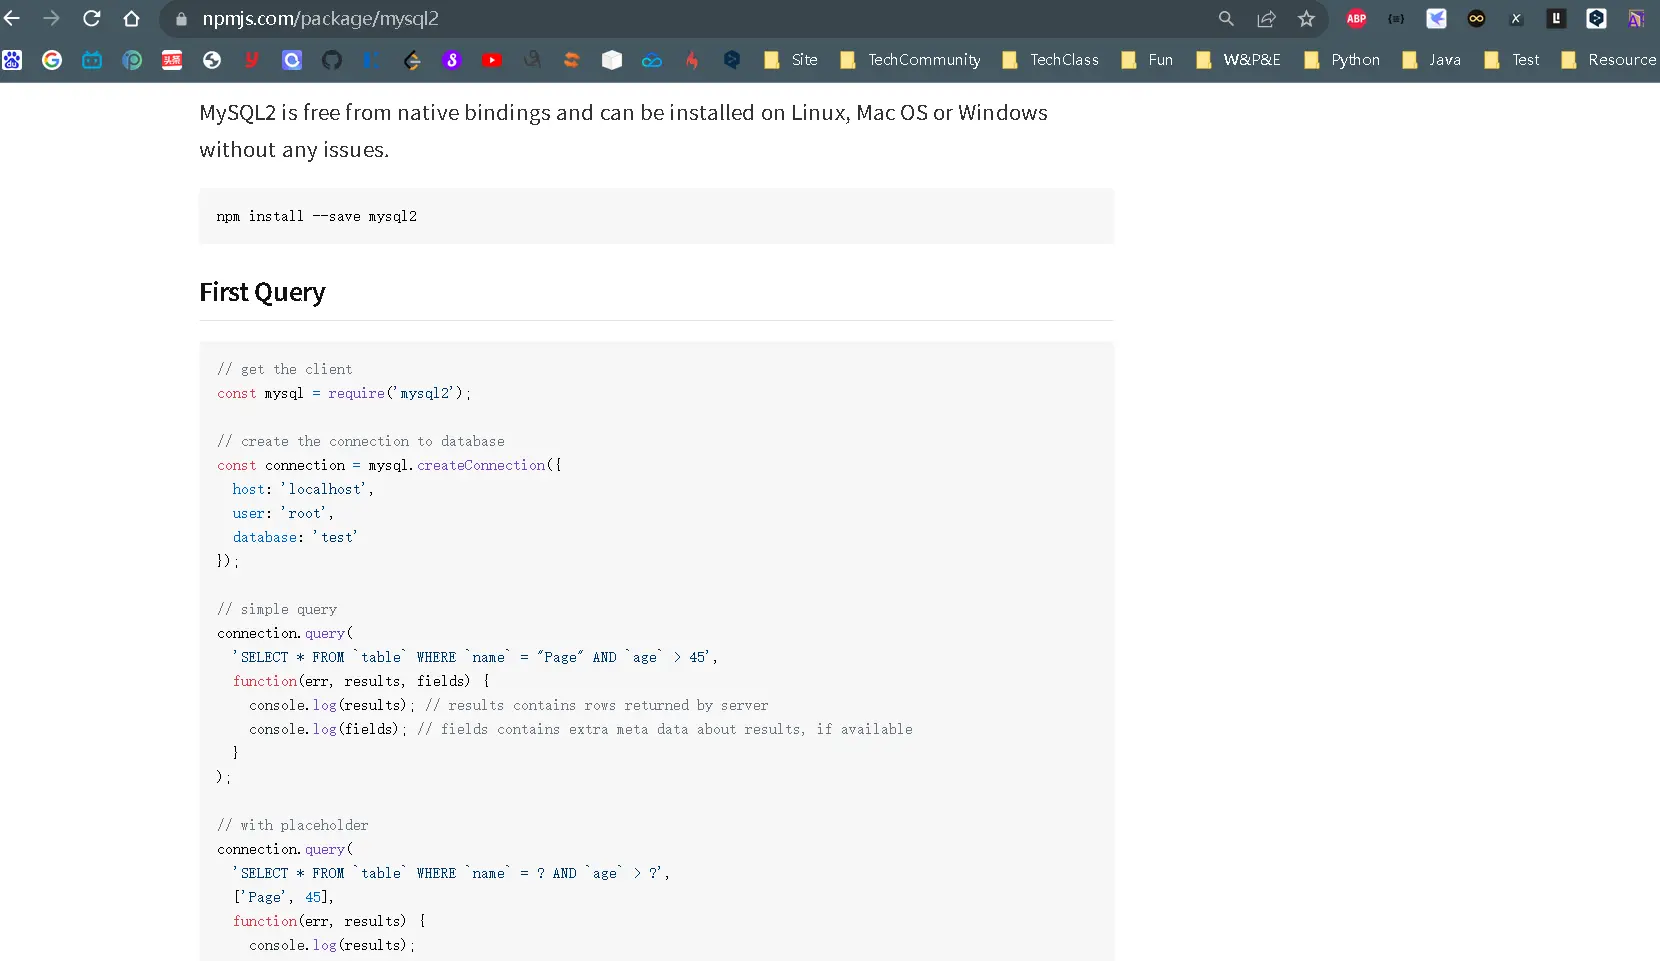 npmjs.com/package/mysql2
ABP
头条
Site
TechCommunity
TechClass
Fun
W&P&E
Python
Java
Test
Resource
MySQL2 is free from native bindings and can be installed on Linux, Mac OS or Windows
without any issues.
npm install --save mysql2
First Query
// get the client
const mysql = require('mysql2');
// create the connection to database
const connection = mysql.createConnection({
  host: 'localhost',
  user: 'root',
  database: 'test'
});
// simple query
connection.query(
  'SELECT * FROM `table` WHERE `name` = "Page" AND `age` > 45',
  function(err, results, fields) {
    console.log(results); // results contains rows returned by server
    console.log(fields); // fields contains extra meta data about results, if available
  }
);
// with placeholder
connection.query(
  'SELECT * FROM `table` WHERE `name` = ? AND `age` > ?',
  ['Page', 45],
  function(err, results) {
    console.log(results);